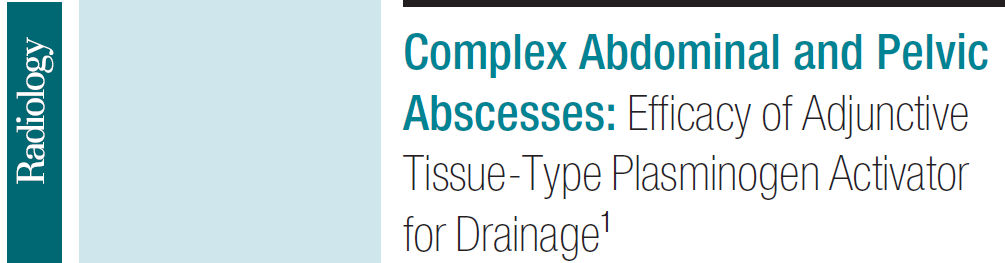 Radiology
Complex Abdominal and Pelvic
Abscesses: Efficacy of Adjunctive
Tissue-Type Plasminogen Activator
for Drainage¹